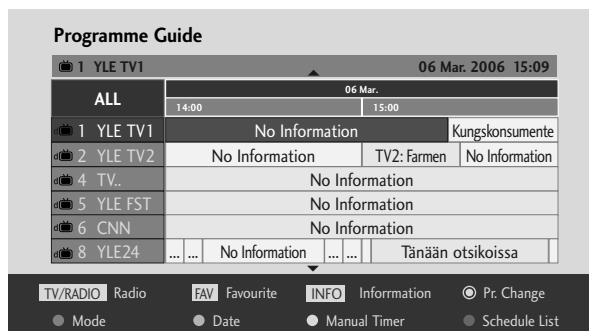 Programme Guide
1 YLE TV1 06 Mar. 2006 15:09
ALL 06 Mar.
14:00 15:00
1 YLE TV1 No Information Kungskonsumente
2 YLE TV2 No Information TV2: Farmen No Information
4 TV.. No Information
5 YLE FST No Information
6 CNN No Information
8 YLE24 ... ... No Information ... ... Tänään otsikoissa
TV/RADIO Radio FAV Favourite INFO Inforrmation Pr. Change
Mode Date Manual Timer Schedule List